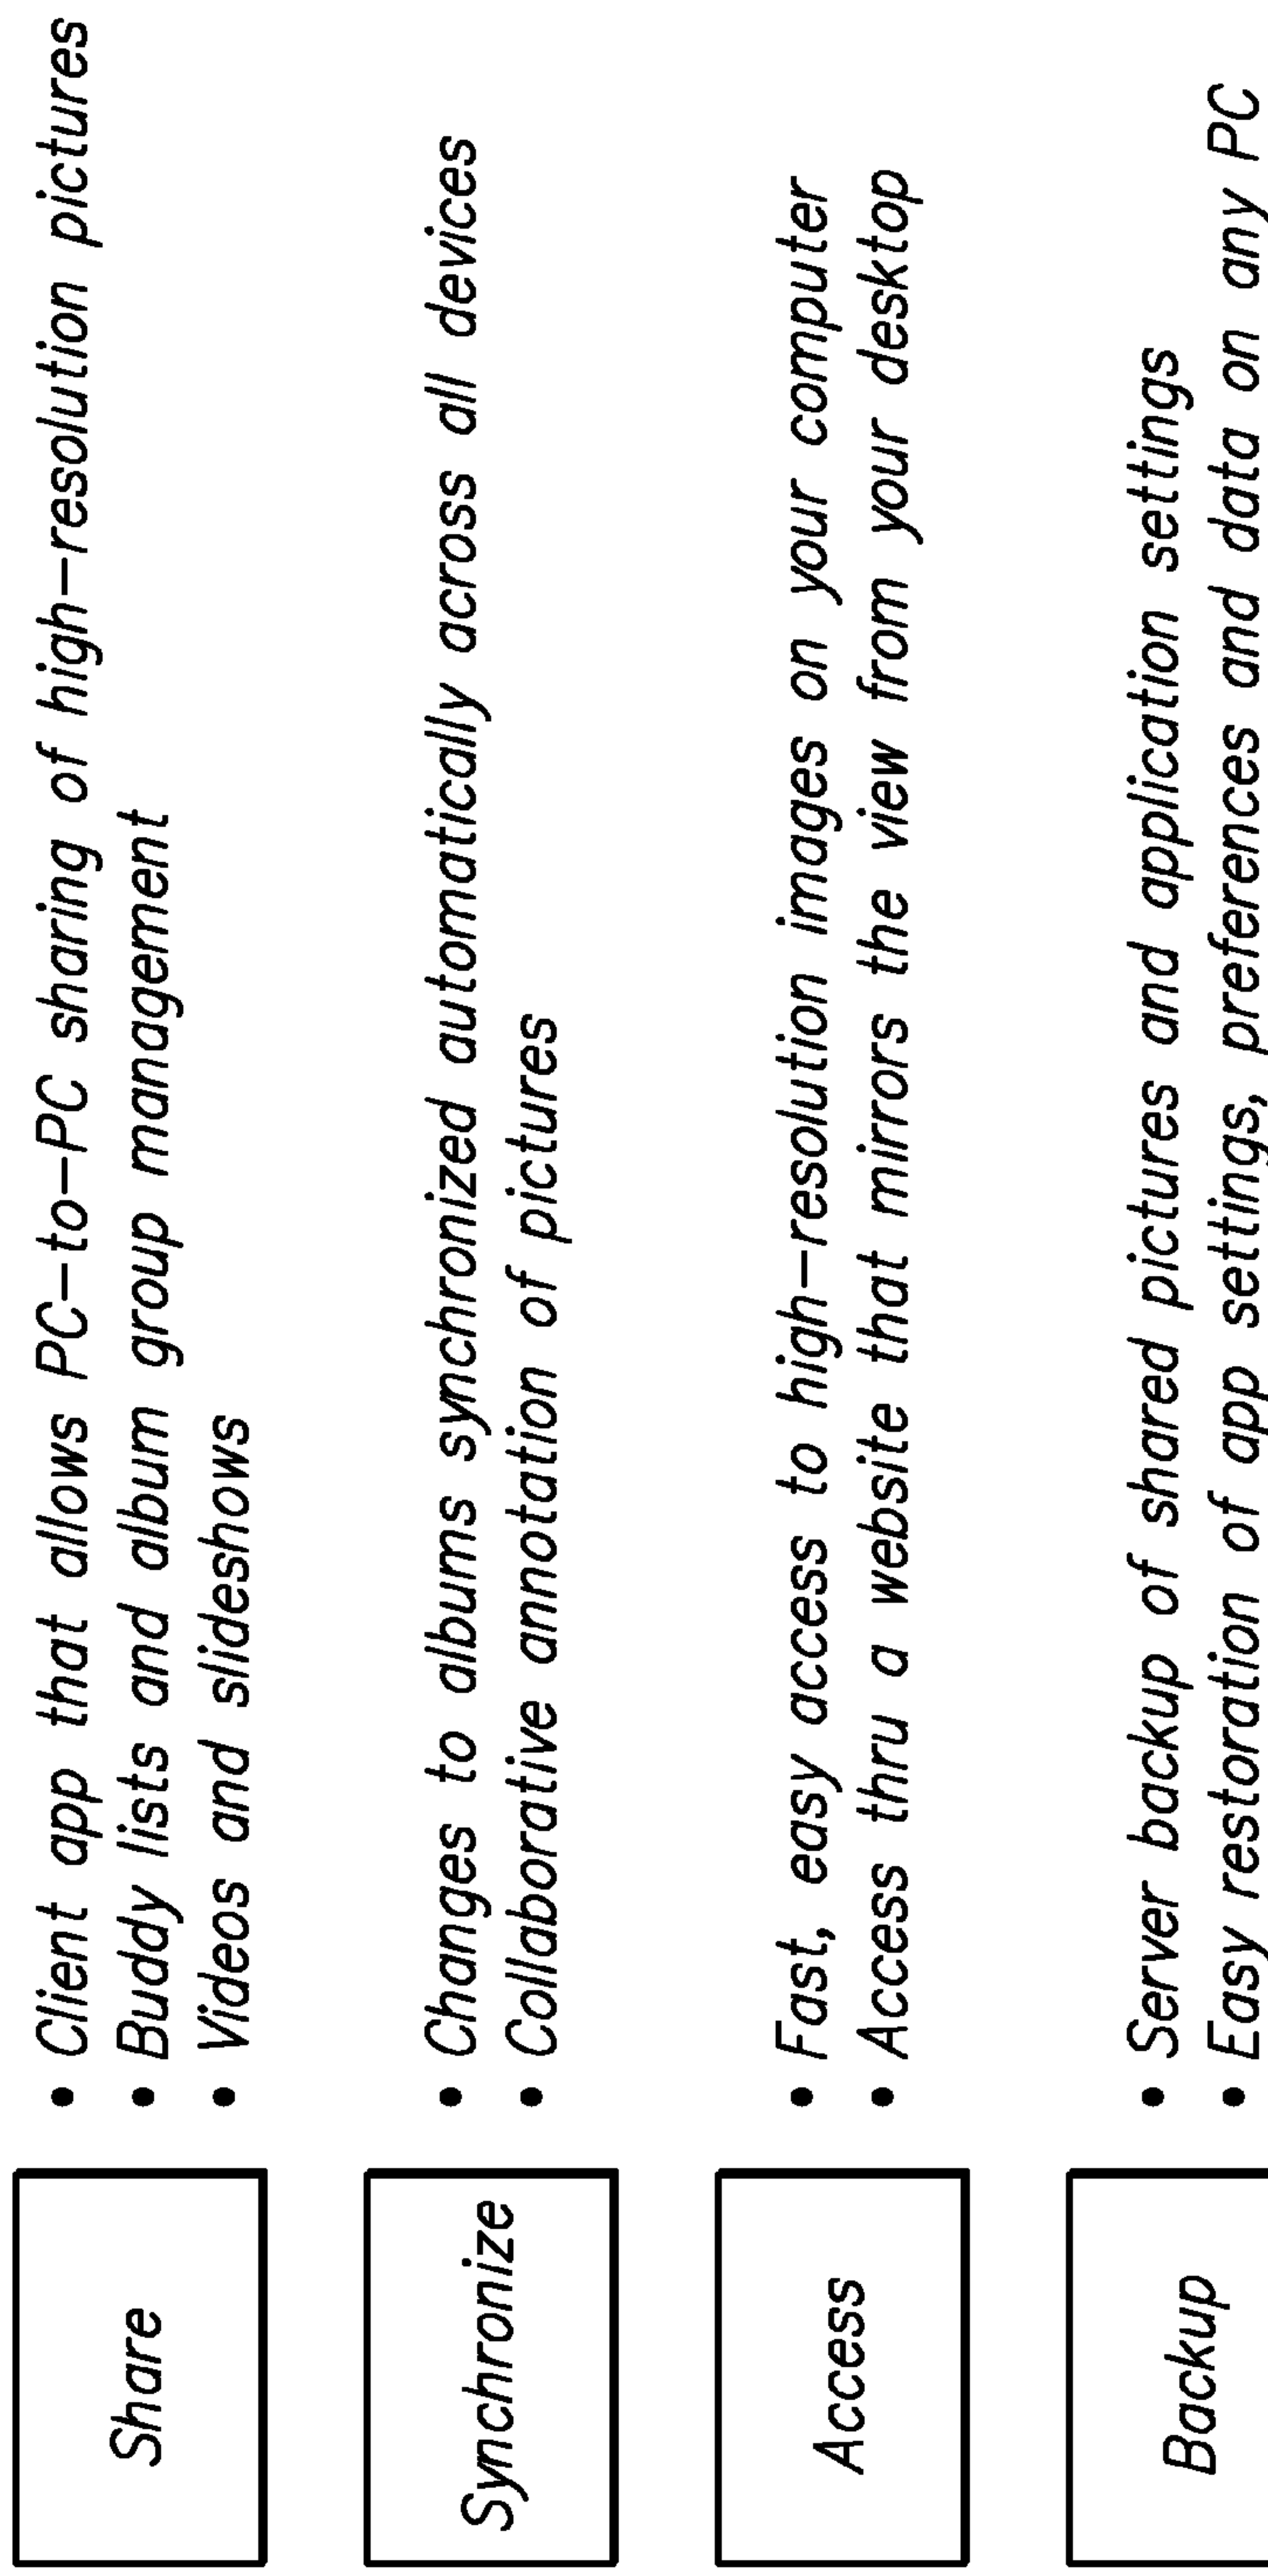 Share
• Client app that allows PC-to-PC sharing of high-resolution pictures
• Buddy lists and album group management
• Videos and slideshows
Synchronize
• Changes to albums synchronized automatically across all devices
• Collaborative annotation of pictures
Access
• Fast, easy access to high-resolution images on your computer
• Access thru a website that mirrors the view from your desktop
Backup
• Server backup of shared pictures and application settings
• Easy restoration of app settings, preferences and data on any PC